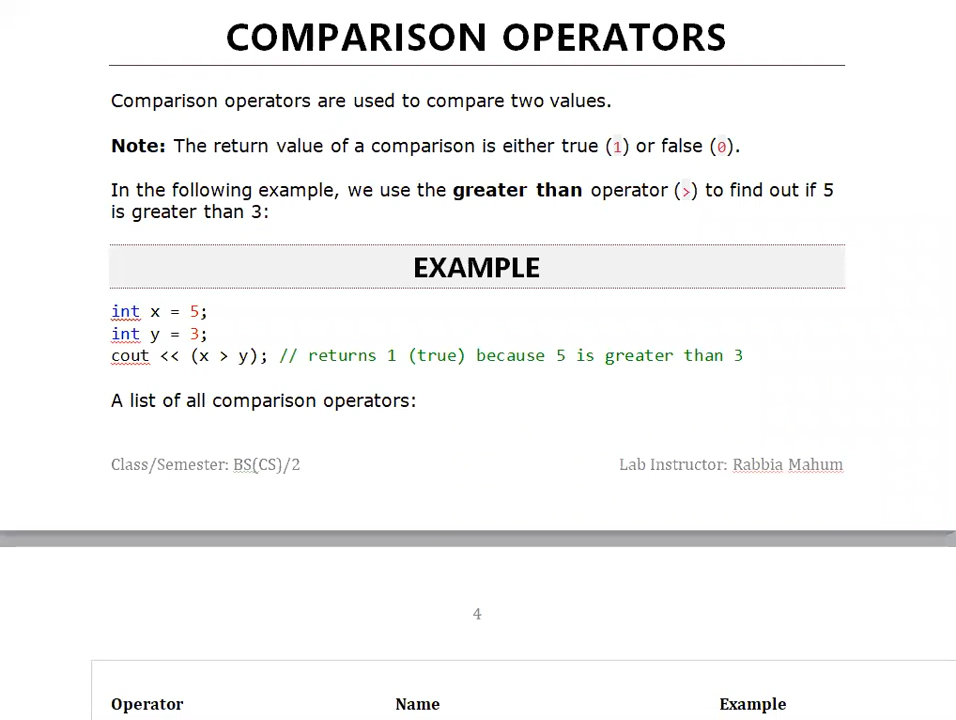 COMPARISON OPERATORS
Comparison operators are used to compare two values.
Note: The return value of a comparison is either true (1) or false (0).
In the following example, we use the greater than operator (>) to find out if 5
is greater than 3:
EXAMPLE
int x = 5;
int y = 3;
cout << (x > y); // returns 1 (true) because 5 is greater than 3
A list of all comparison operators:
Class/Semester: BS(CS)/2 Lab Instructor: Rabbia Mahum
4
Operator Name Example